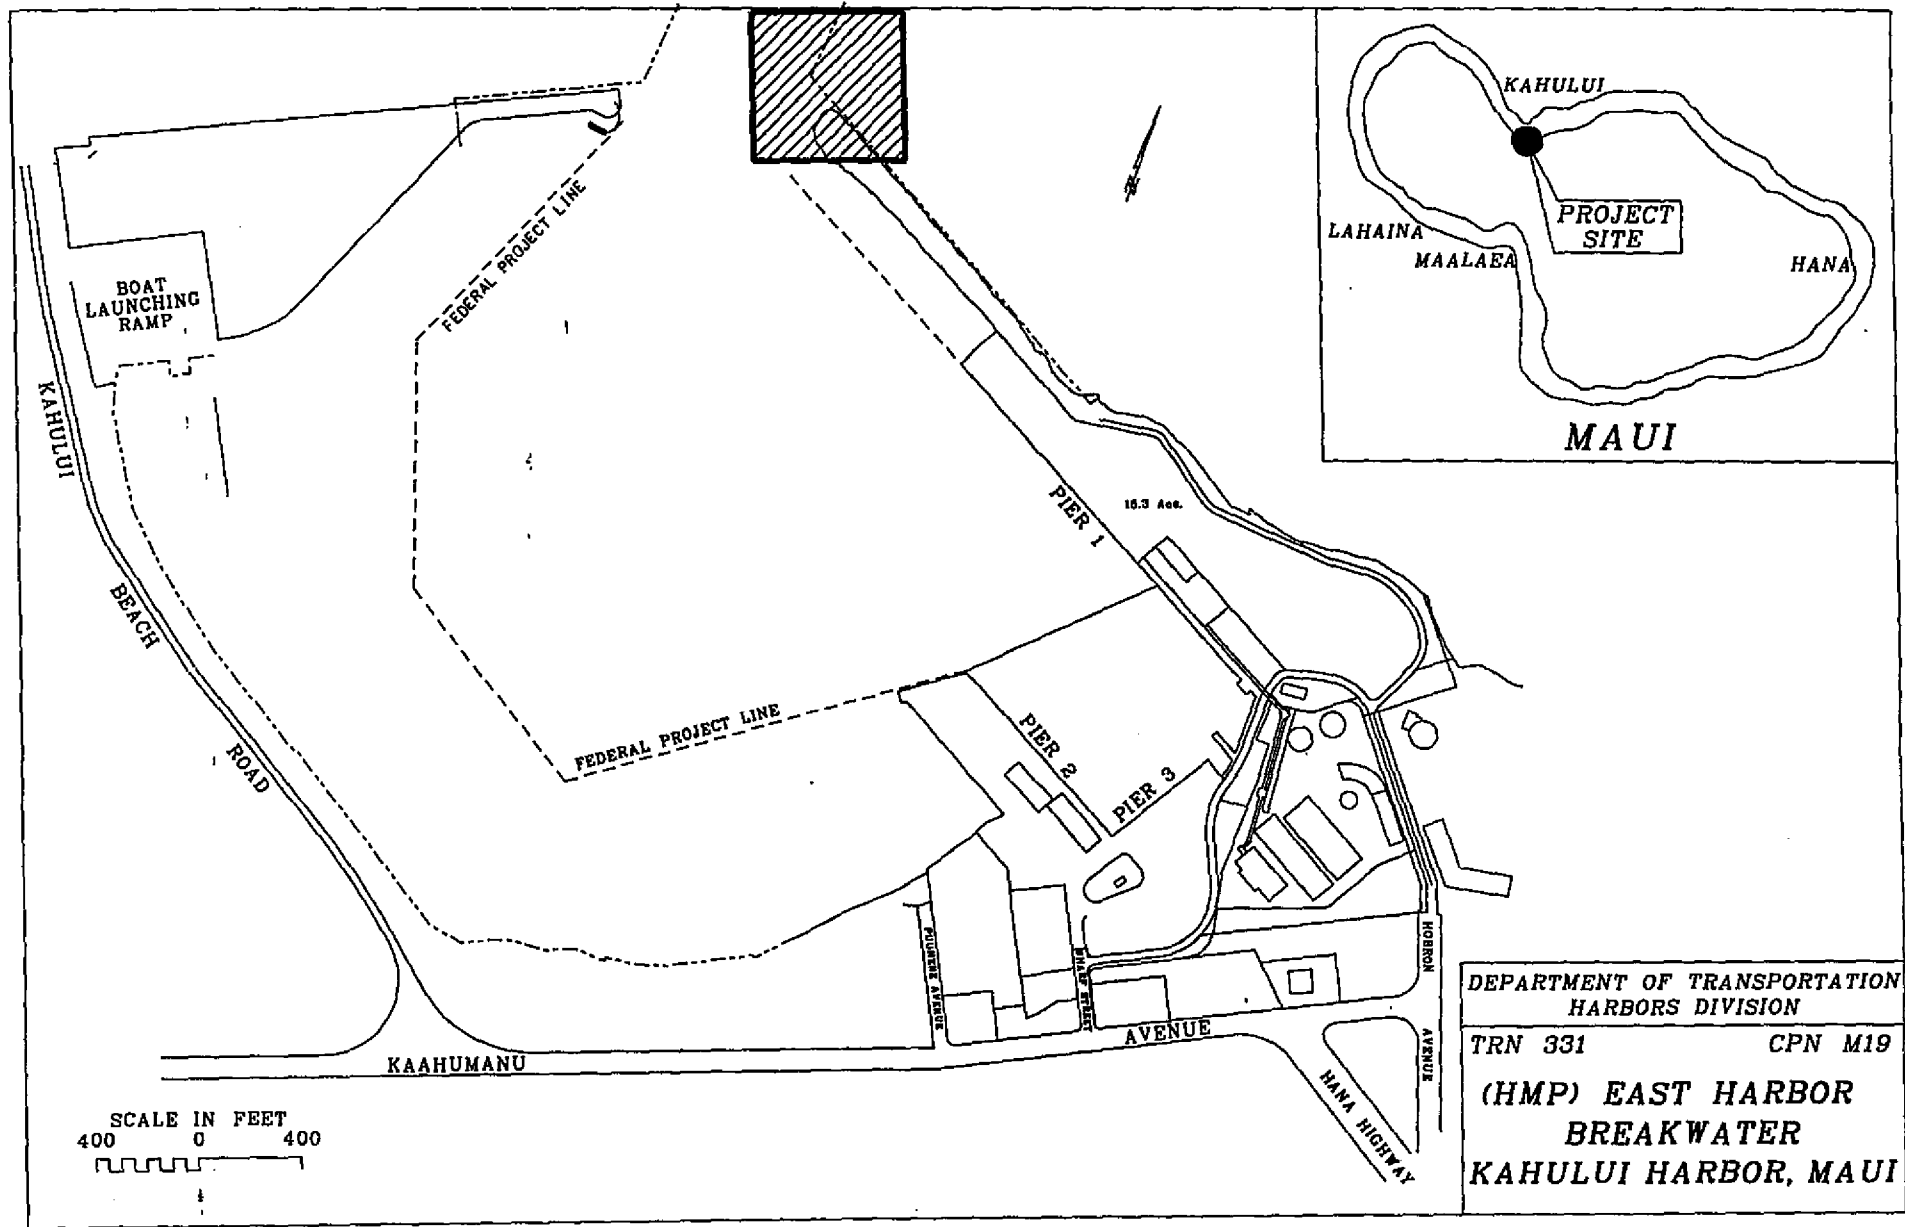 KAHULUI
PROJECT
SITE
LAHAINA
MAALAEA
HANA
MAUI
FEDERAL PROJECT LINE
BOAT
LAUNCHING
RAMP
KAHULUI
BEACH
ROAD
PIER 1
FEDERAL PROJECT LINE
PIER 2
PIER 3
PUUNENE AVENUE
WHARF STREET
HOBRON
AVENUE
KAAHUMANU
AVENUE
HANA HIGHWAY
SCALE IN FEET
400 0 400
DEPARTMENT OF TRANSPORTATION
HARBORS DIVISION
TRN 331 CPN M19
(HMP) EAST HARBOR
BREAKWATER
KAHULUI HARBOR, MAUI